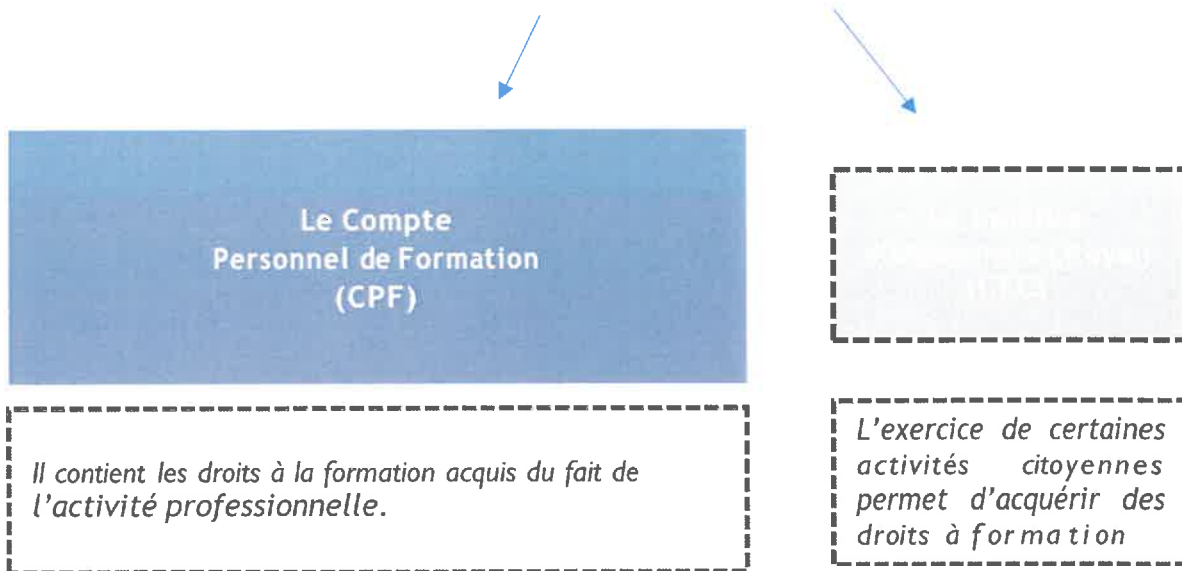 Le Compte
Personnel de Formation
(CPF)
Il contient les droits à la formation acquis du fait de
l'activité professionnelle.
L'exercice de certaines
activités citoyennes
permet d'acquérir des
droits à formation